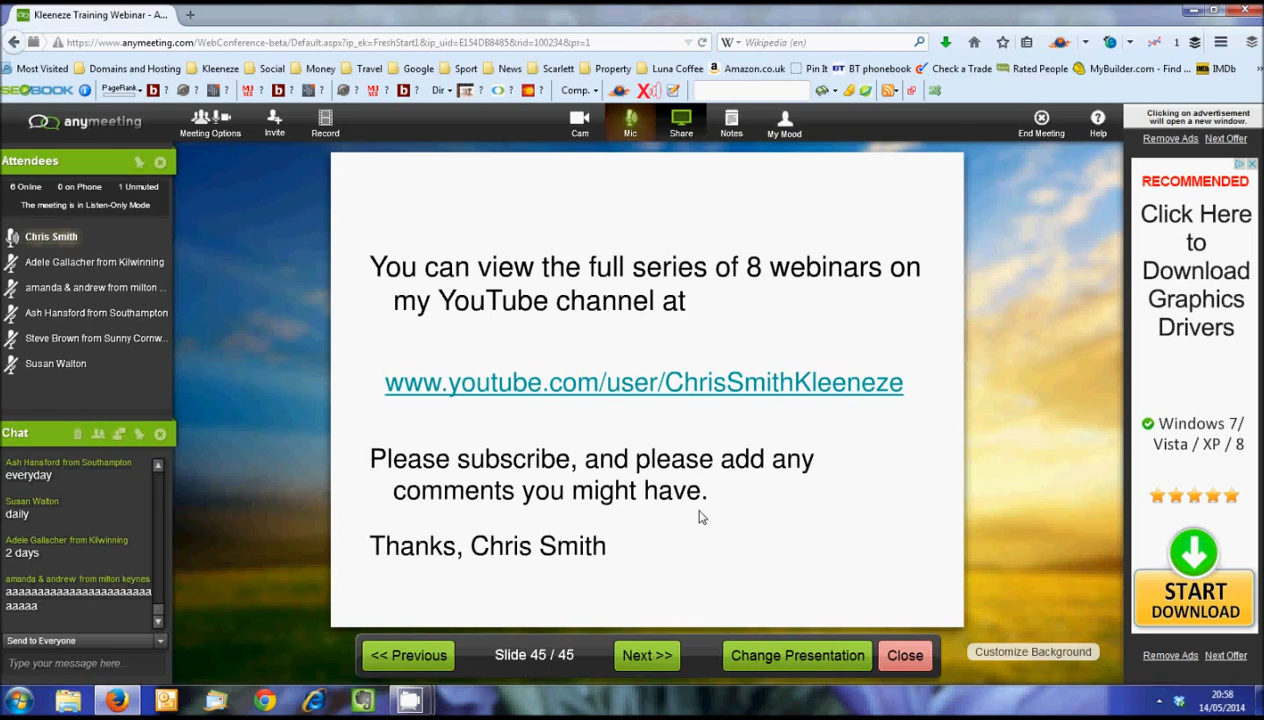 Kleeneze Training Webinar - A...
https://www.anymeeting.com/WebConference-beta/Default.aspx?ip_ek=FreshStart1&ip_uid=E154DB8485&rid=100234&pr=1
Wikipedia (en)
1
Most Visited Domains and Hosting Kleeneze Social Money Travel Google Sport News Scarlett Property Luna Coffee Amazon.co.uk Pin It BT phonebook Check a Trade Rated People MyBuilder.com - Find ... IMDb
SEOBOOK PageRank Dir Comp.
anymeeting
Meeting Options
Invite
Record
Cam
Mic
Share
Notes
My Mood
End Meeting
Help
Clicking on advertisement
will open a new window.
Remove Ads Next Offer
Attendees
6 Online 0 on Phone 1 Unmuted
The meeting is in Listen-Only Mode
Chris Smith
Adele Gallacher from Kilwinning
amanda & andrew from milton ...
Ash Hansford from Southampton
Steve Brown from Sunny Cornw...
Susan Walton
Chat
Ash Hansford from Southampton
everyday
Susan Walton
daily
Adele Gallacher from Kilwinning
2 days
amanda & andrew from milton keynes
aaaaaaaaaaaaaaaaaaaaaaa
aaaaa
Send to Everyone
Type your message here...
You can view the full series of 8 webinars on
my YouTube channel at
www.youtube.com/user/ChrisSmithKleeneze
Please subscribe, and please add any
comments you might have.
Thanks, Chris Smith
<< Previous
Slide 45 / 45
Next >>
Change Presentation
Close
Customize Background
RECOMMENDED
Click Here
to
Download
Graphics
Drivers
Windows 7/
Vista / XP / 8
START
DOWNLOAD
Remove Ads Next Offer
20:58
14/05/2014